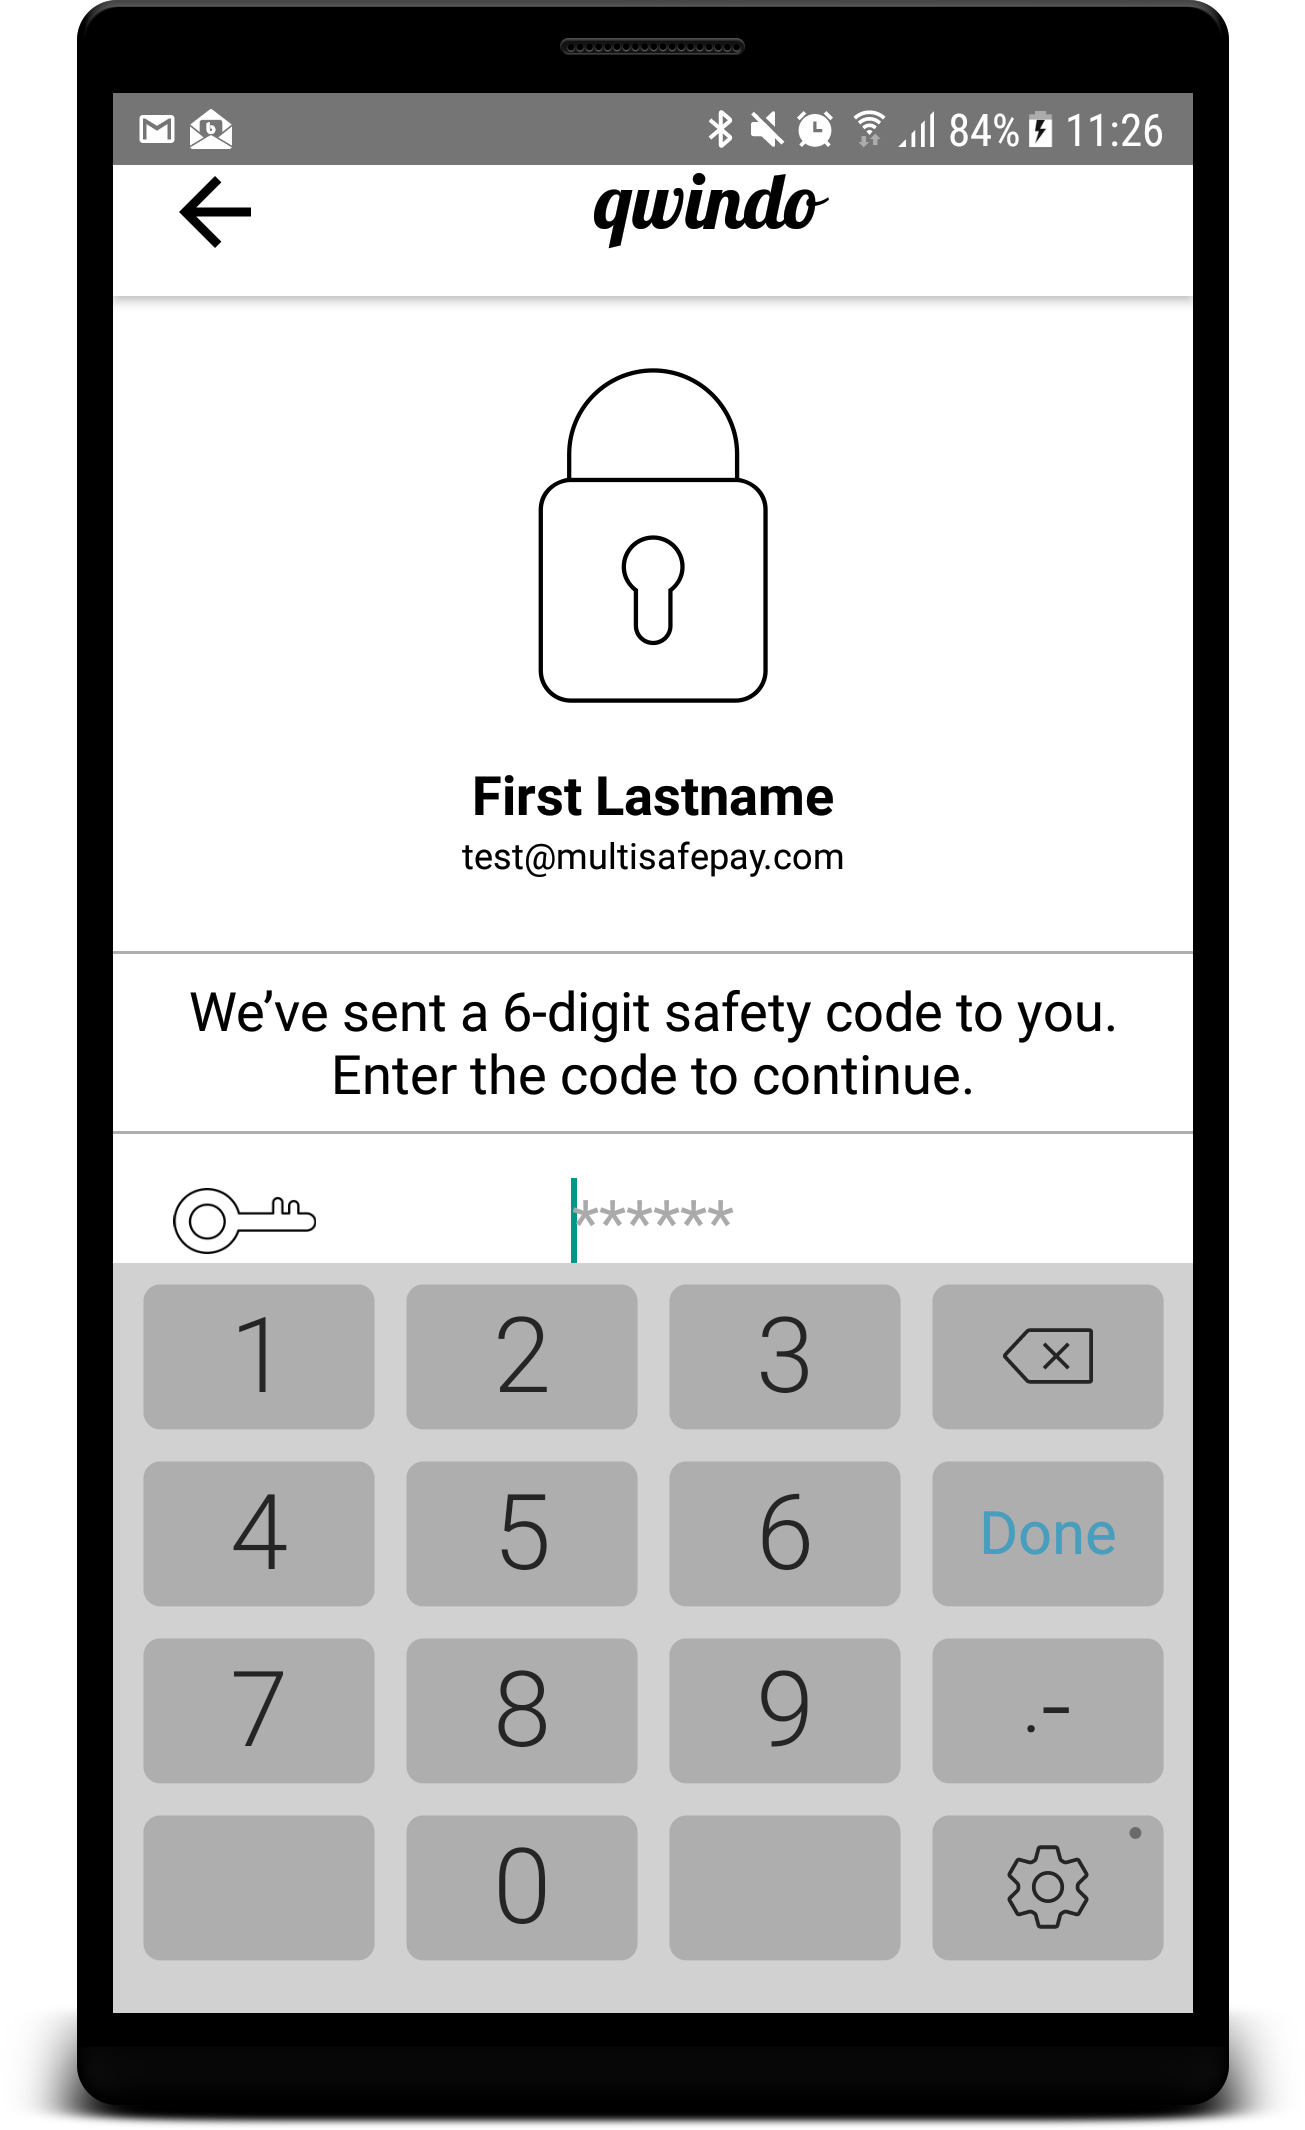 84% 11:26
qwindo
First Lastname
test@multisafepay.com
We’ve sent a 6-digit safety code to you.
Enter the code to continue.
******
1 2 3
4 5 6 Done
7 8 9 .-
0